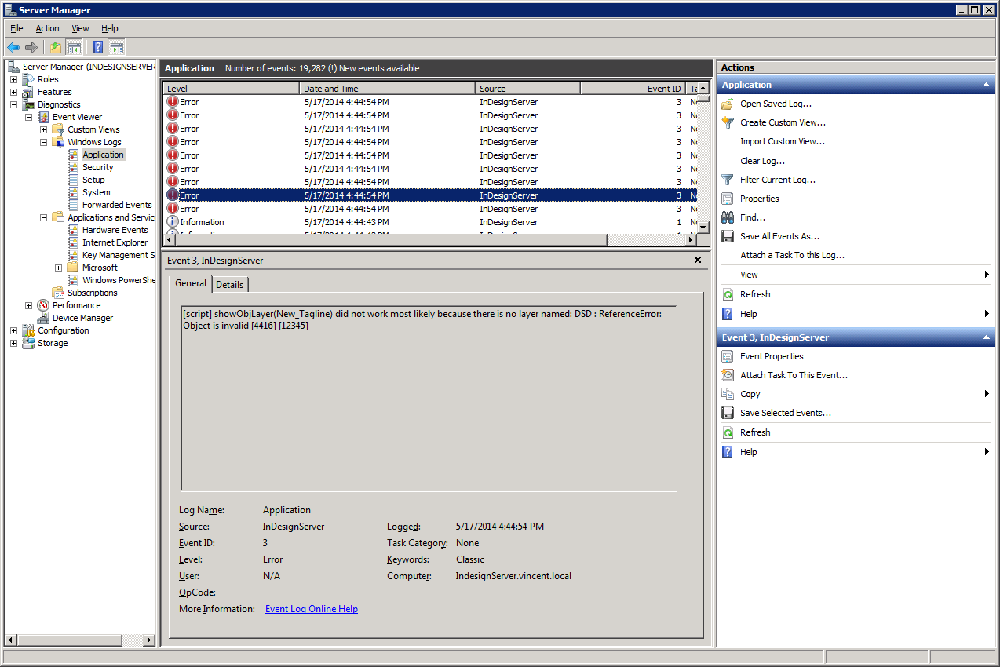 Server Manager
File Action View Help
Server Manager (INDESIGNSERVER
Roles
Features
Diagnostics
Event Viewer
Custom Views
Windows Logs
Application
Security
Setup
System
Forwarded Events
Applications and Service
Hardware Events
Internet Explorer
Key Management S
Microsoft
Windows PowerShe
Subscriptions
Performance
Device Manager
Configuration
Storage
Application Number of events: 19,282 (!) New events available
Level Date and Time Source Event ID Ta
Error 5/17/2014 4:44:54 PM InDesignServer 3 No
Error 5/17/2014 4:44:54 PM InDesignServer 3 No
Error 5/17/2014 4:44:54 PM InDesignServer 3 No
Error 5/17/2014 4:44:54 PM InDesignServer 3 No
Error 5/17/2014 4:44:54 PM InDesignServer 3 No
Error 5/17/2014 4:44:54 PM InDesignServer 3 No
Error 5/17/2014 4:44:54 PM InDesignServer 3 No
Error 5/17/2014 4:44:54 PM InDesignServer 3 No
Error 5/17/2014 4:44:54 PM InDesignServer 3 No
Information 5/17/2014 4:44:43 PM InDesignServer 1 No
Event 3, InDesignServer
General Details
[script] showObjLayer(New_Tagline) did not work most likely because there is no layer named: DSD : ReferenceError:
Object is invalid [4416] [12345]
Log Name: Application
Source: InDesignServer Logged: 5/17/2014 4:44:54 PM
Event ID: 3 Task Category: None
Level: Error Keywords: Classic
User: N/A Computer: IndesignServer.vincent.local
OpCode:
More Information: Event Log Online Help
Actions
Application
Open Saved Log...
Create Custom View...
Import Custom View...
Clear Log...
Filter Current Log...
Properties
Find...
Save All Events As...
Attach a Task To this Log...
View
Refresh
Help
Event 3, InDesignServer
Event Properties
Attach Task To This Event...
Copy
Save Selected Events...
Refresh
Help